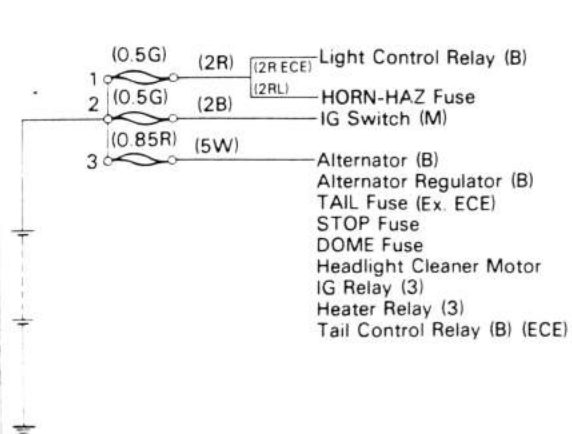 (0.5G) (2R) (2R ECE) Light Control Relay (B)
1
(2RL) HORN-HAZ Fuse
2 (0.5G) (2B) IG Switch (M)
3 (0.85R) (5W) Alternator (B)
Alternator Regulator (B)
TAIL Fuse (Ex. ECE)
STOP Fuse
DOME Fuse
Headlight Cleaner Motor
IG Relay (3)
Heater Relay (3)
Tail Control Relay (B) (ECE)